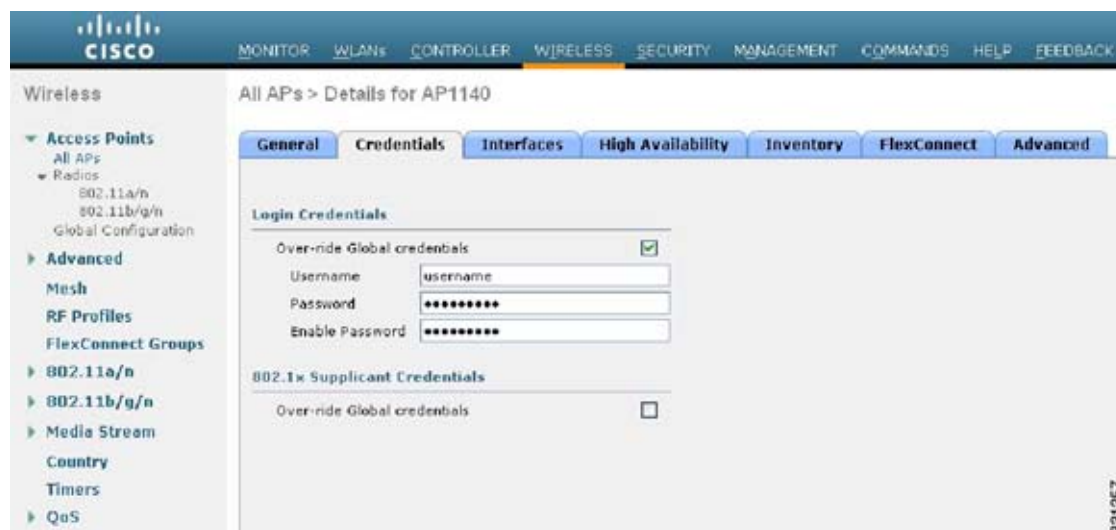 CISCO
MONITOR WLANs CONTROLLER WIRELESS SECURITY MANAGEMENT COMMANDS HELP FEEDBACK
Wireless
Access Points
All APs
Radios
802.11a/n
802.11b/g/n
Global Configuration
Advanced
Mesh
RF Profiles
FlexConnect Groups
802.11a/n
802.11b/g/n
Media Stream
Country
Timers
QoS
All APs > Details for AP1140
General Credentials Interfaces High Availability Inventory FlexConnect Advanced
Login Credentials
Over-ride Global credentials
Username username
Password •••••••••
Enable Password •••••••••
802.1x Supplicant Credentials
Over-ride Global credentials